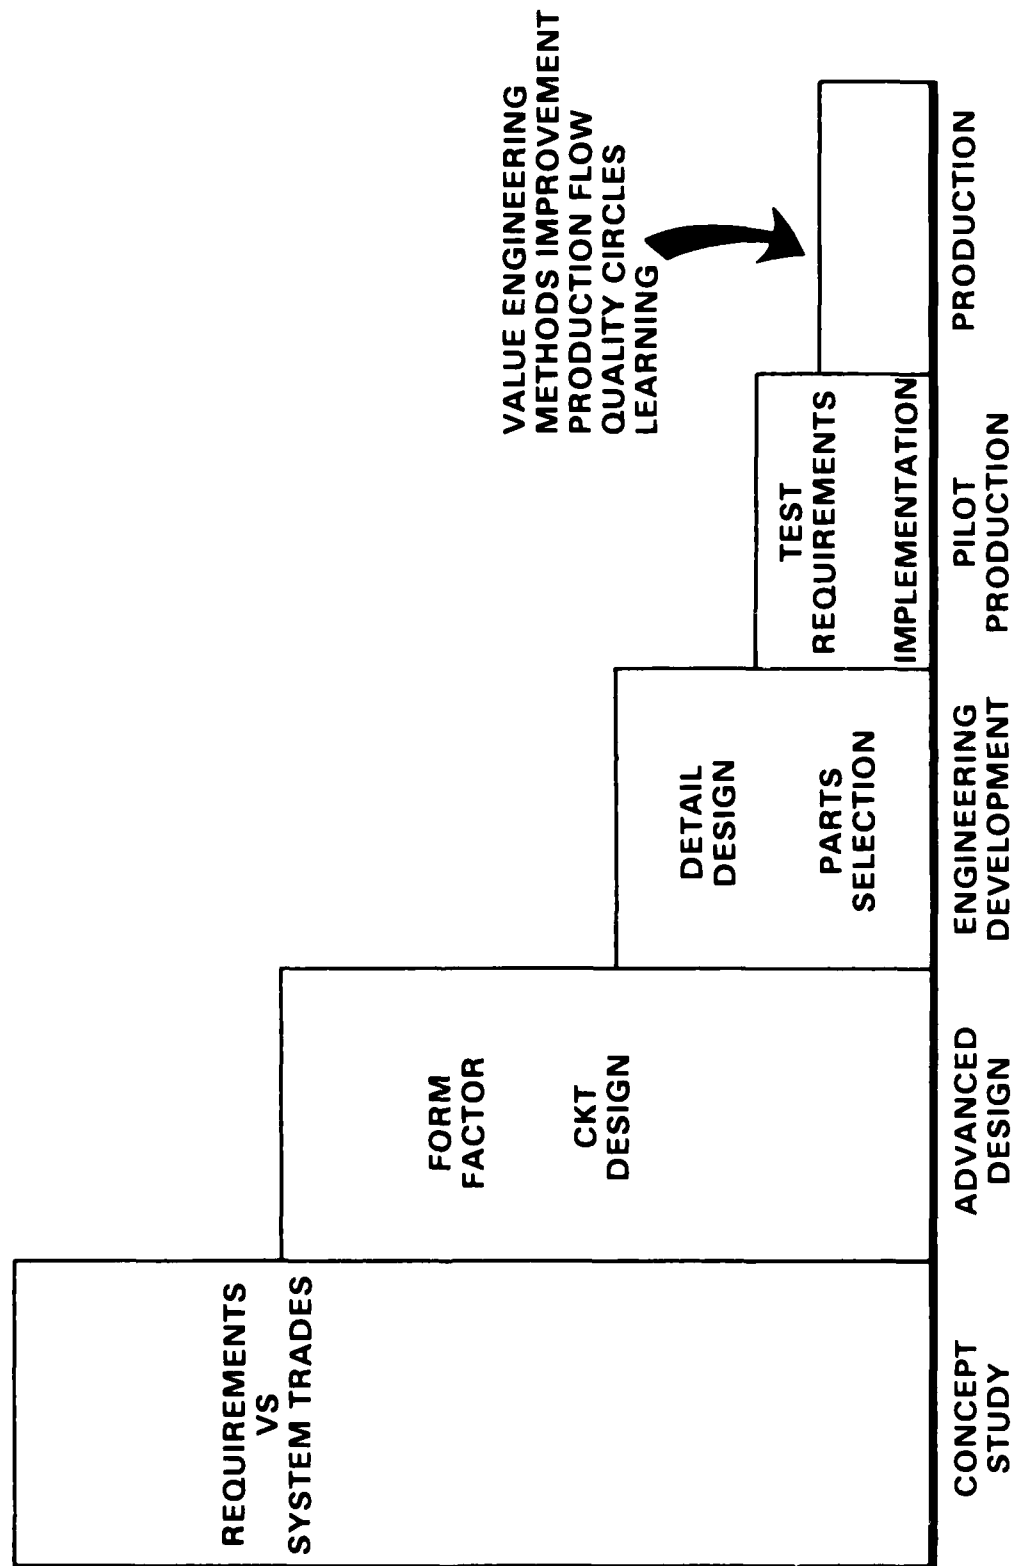 REQUIREMENTS
VS
SYSTEM TRADES
FORM
FACTOR
CKT
DESIGN
DETAIL
DESIGN
PARTS
SELECTION
TEST
REQUIREMENTS
IMPLEMENTATION
VALUE ENGINEERING
METHODS IMPROVEMENT
PRODUCTION FLOW
QUALITY CIRCLES
LEARNING
CONCEPT
STUDY
ADVANCED
DESIGN
ENGINEERING
DEVELOPMENT
PILOT
PRODUCTION
PRODUCTION